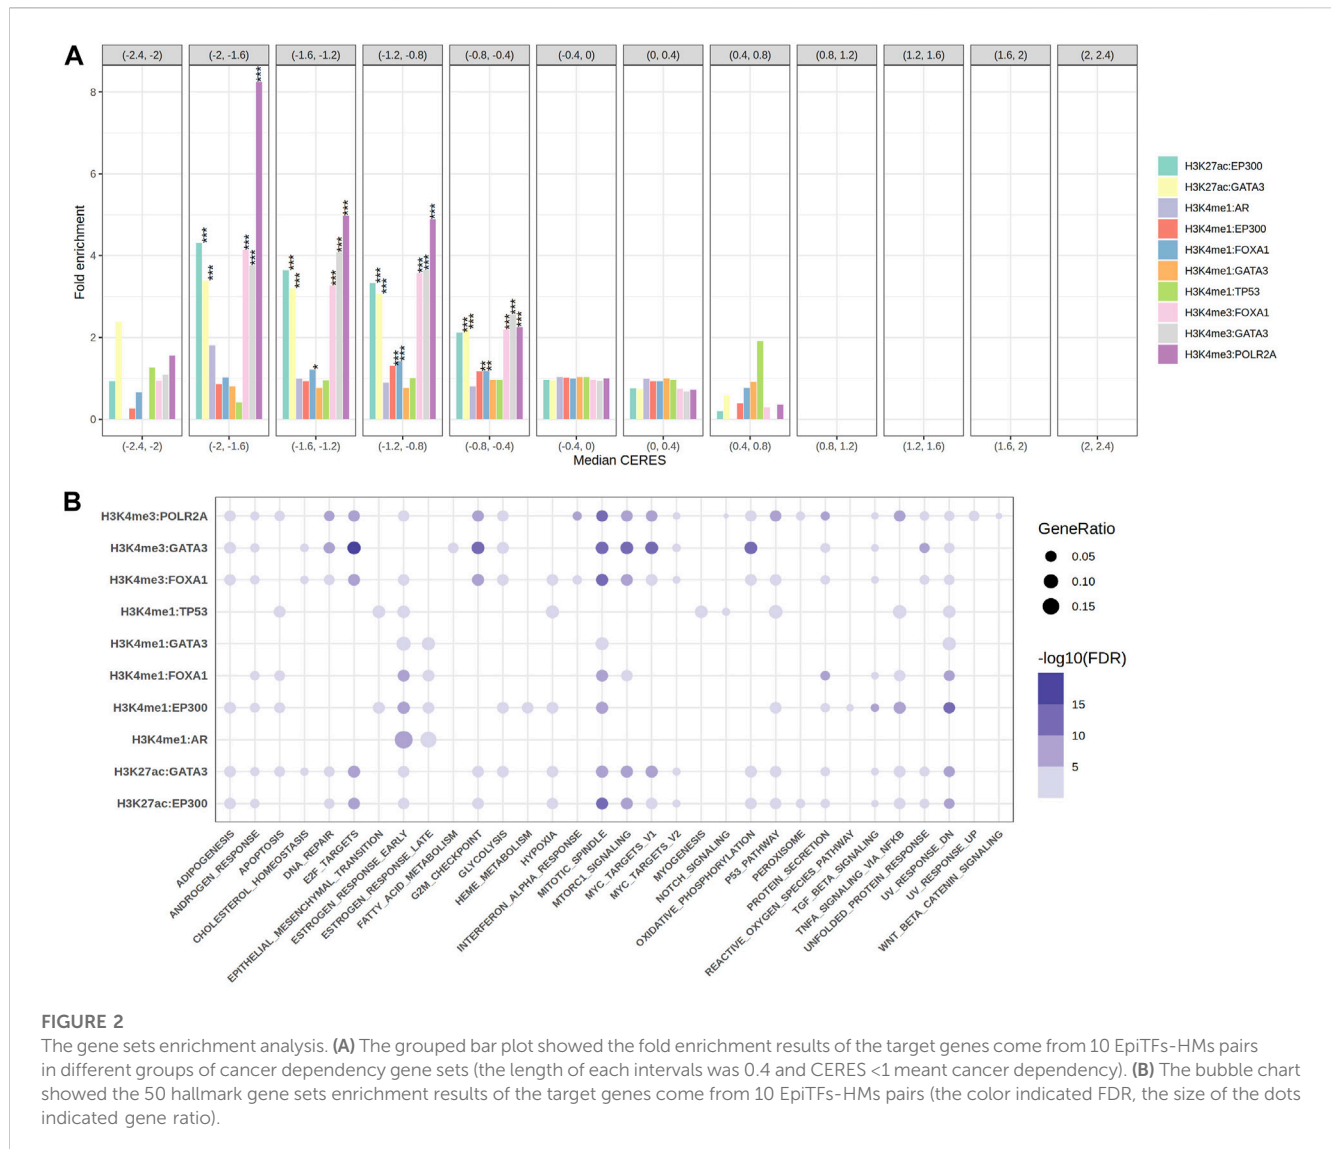 A
(-2.4, -2) (-2, -1.6) (-1.6, -1.2) (-1.2, -0.8) (-0.8, -0.4) (-0.4, 0) (0, 0.4) (0.4, 0.8) (0.8, 1.2) (1.2, 1.6) (1.6, 2) (2, 2.4)
Fold enrichment
8
6
4
2
0
*** *** *** *** *** ***
*** *** * *** *** ***
*** *** *** *** *** *** ***
*** *** ** ** *** *** ***
(-2.4, -2) (-2, -1.6) (-1.6, -1.2) (-1.2, -0.8) (-0.8, -0.4) (-0.4, 0) (0, 0.4) (0.4, 0.8) (0.8, 1.2) (1.2, 1.6) (1.6, 2) (2, 2.4)
Median CERES
H3K27ac:EP300
H3K27ac:GATA3
H3K4me1:AR
H3K4me1:EP300
H3K4me1:FOXA1
H3K4me1:GATA3
H3K4me1:TP53
H3K4me3:FOXA1
H3K4me3:GATA3
H3K4me3:POLR2A
B
H3K4me3:POLR2A
H3K4me3:GATA3
H3K4me3:FOXA1
H3K4me1:TP53
H3K4me1:GATA3
H3K4me1:FOXA1
H3K4me1:EP300
H3K4me1:AR
H3K27ac:GATA3
H3K27ac:EP300
ADIPOGENESIS
ANDROGEN_RESPONSE
APOPTOSIS
CHOLESTEROL_HOMEOSTASIS
DNA_REPAIR
E2F_TARGETS
EPITHELIAL_MESENCHYMAL_TRANSITION
ESTROGEN_RESPONSE_EARLY
ESTROGEN_RESPONSE_LATE
FATTY_ACID_METABOLISM
G2M_CHECKPOINT
GLYCOLYSIS
HEME_METABOLISM
HYPOXIA
INTERFERON_ALPHA_RESPONSE
MITOTIC_SPINDLE
MTORC1_SIGNALING
MYC_TARGETS_V1
MYC_TARGETS_V2
MYOGENESIS
NOTCH_SIGNALING
OXIDATIVE_PHOSPHORYLATION
P53_PATHWAY
PEROXISOME
PROTEIN_SECRETION
REACTIVE_OXYGEN_SPECIES_PATHWAY
TGF_BETA_SIGNALING
TNFA_SIGNALING_VIA_NFKB
UNFOLDED_PROTEIN_RESPONSE
UV_RESPONSE_DN
UV_RESPONSE_UP
WNT_BETA_CATENIN_SIGNALING
GeneRatio
0.05
0.10
0.15
-log10(FDR)
15
10
5
FIGURE 2
The gene sets enrichment analysis. (A) The grouped bar plot showed the fold enrichment results of the target genes come from 10 EpiTFs-HMs pairs
in different groups of cancer dependency gene sets (the length of each intervals was 0.4 and CERES <1 meant cancer dependency). (B) The bubble chart
showed the 50 hallmark gene sets enrichment results of the target genes come from 10 EpiTFs-HMs pairs (the color indicated FDR, the size of the dots
indicated gene ratio).